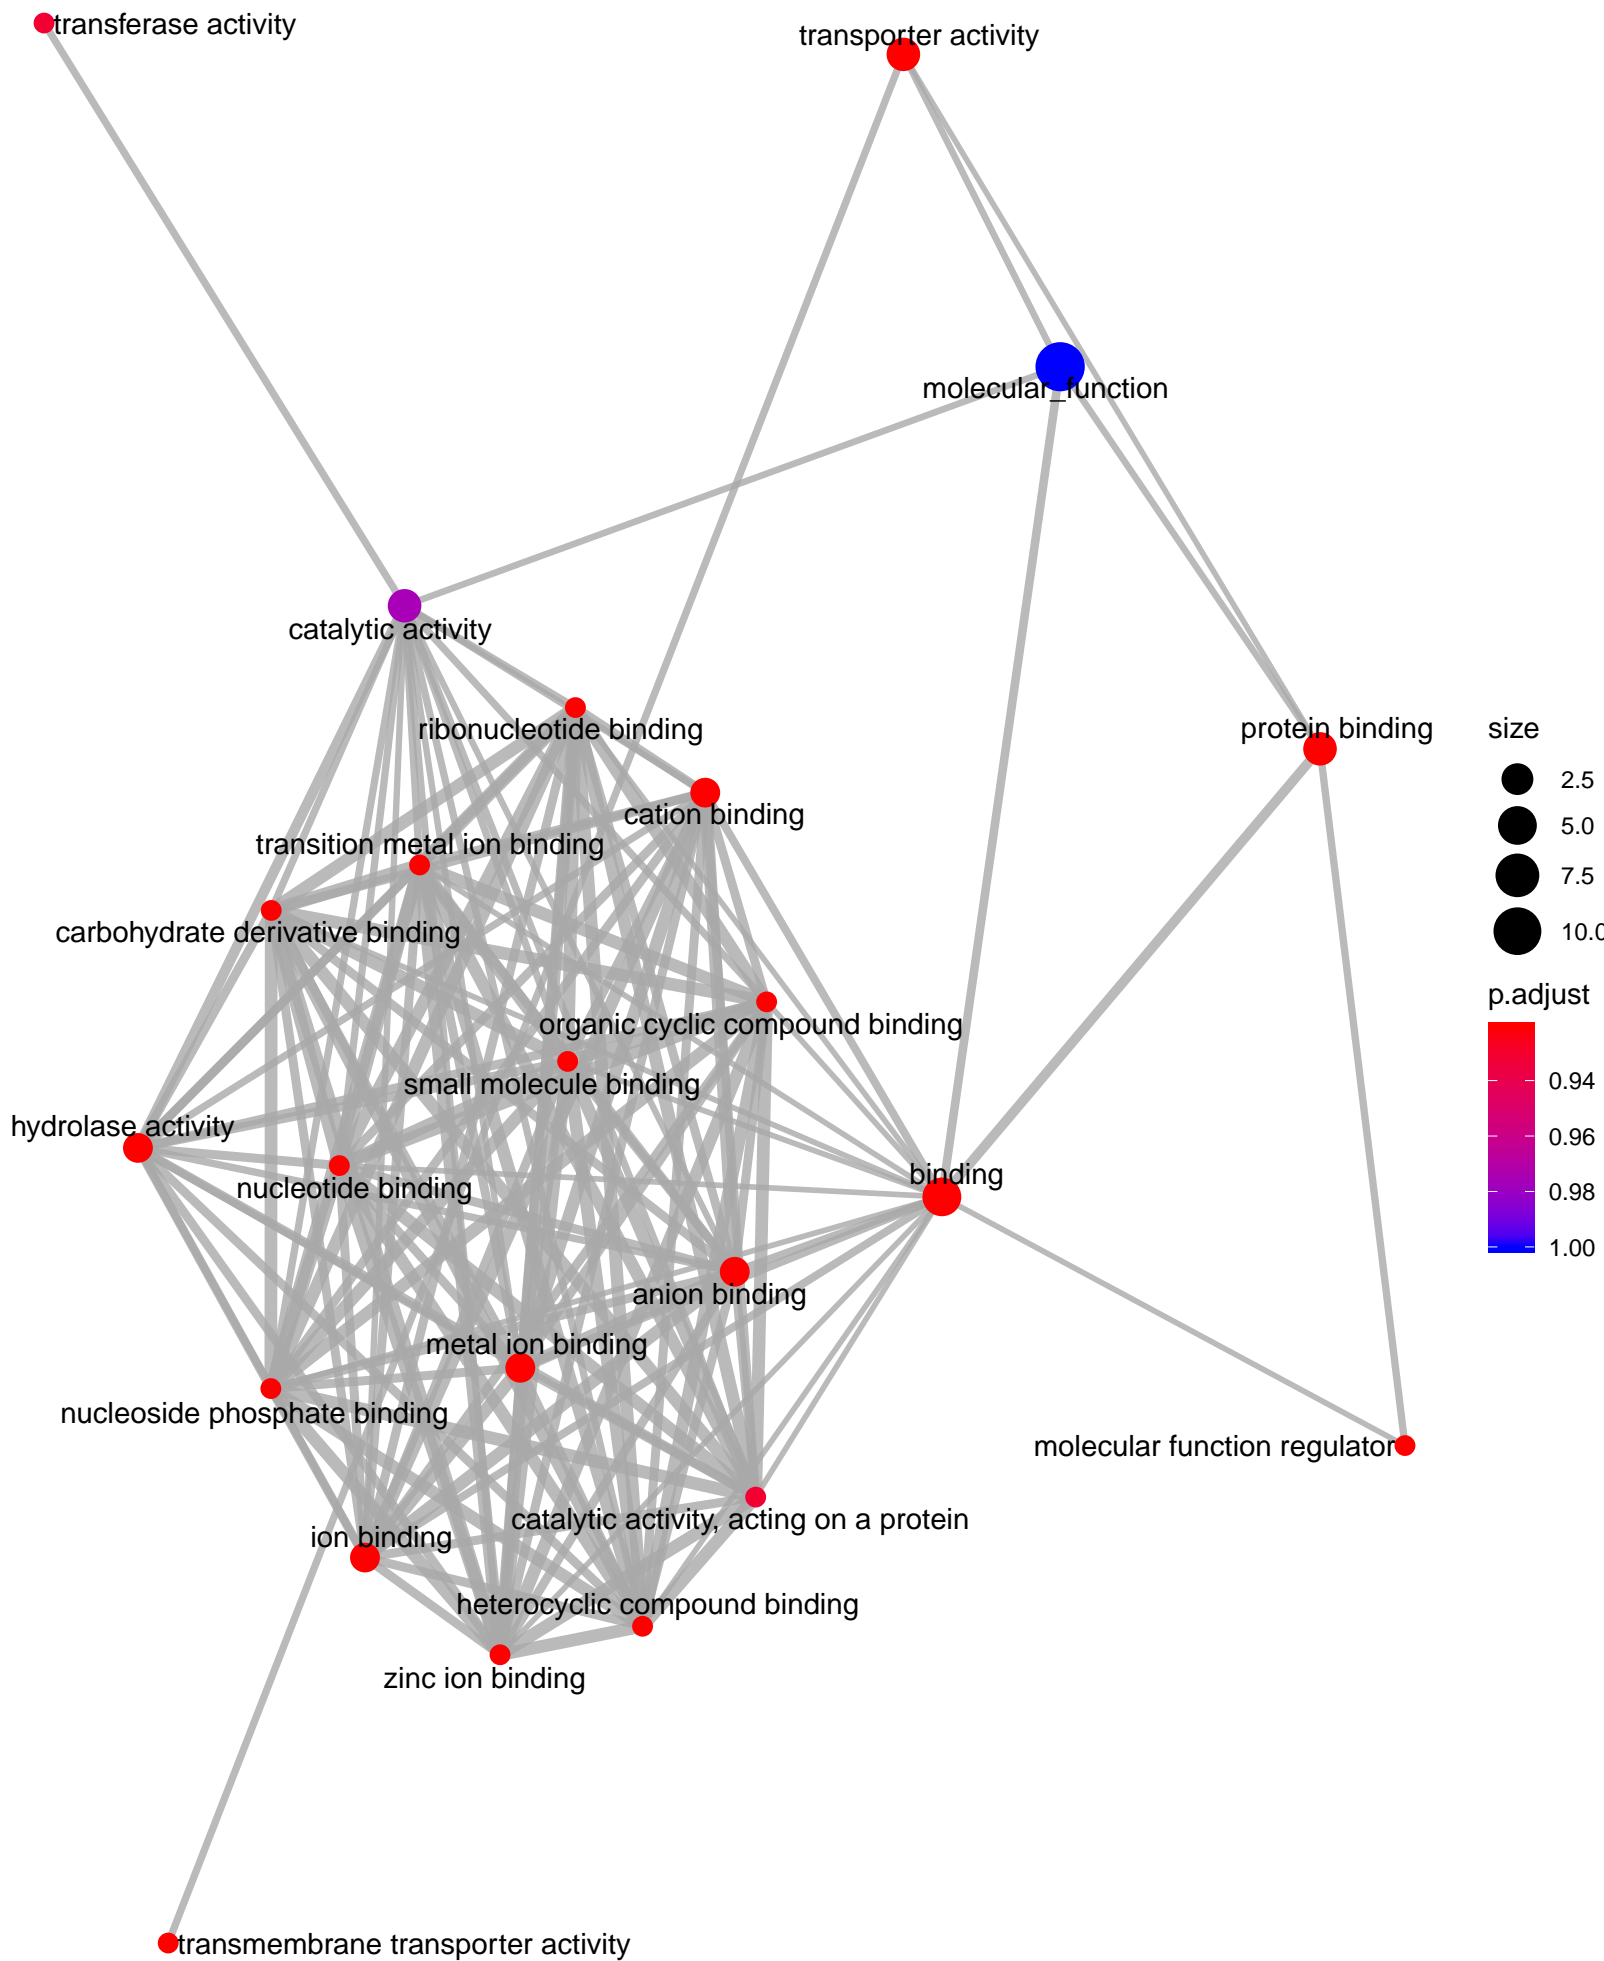 transferase activity
transporter activity
molecular_function
catalytic activity
ribonucleotide binding
protein binding
cation binding
transition metal ion binding
carbohydrate derivative binding
organic cyclic compound binding
small molecule binding
hydrolase activity
nucleotide binding
binding
anion binding
metal ion binding
nucleoside phosphate binding
molecular function regulator
catalytic activity, acting on a protein
ion binding
heterocyclic compound binding
zinc ion binding
transmembrane transporter activity
size
2.5
5.0
7.5
10.0
p.adjust
0.94
0.96
0.98
1.00